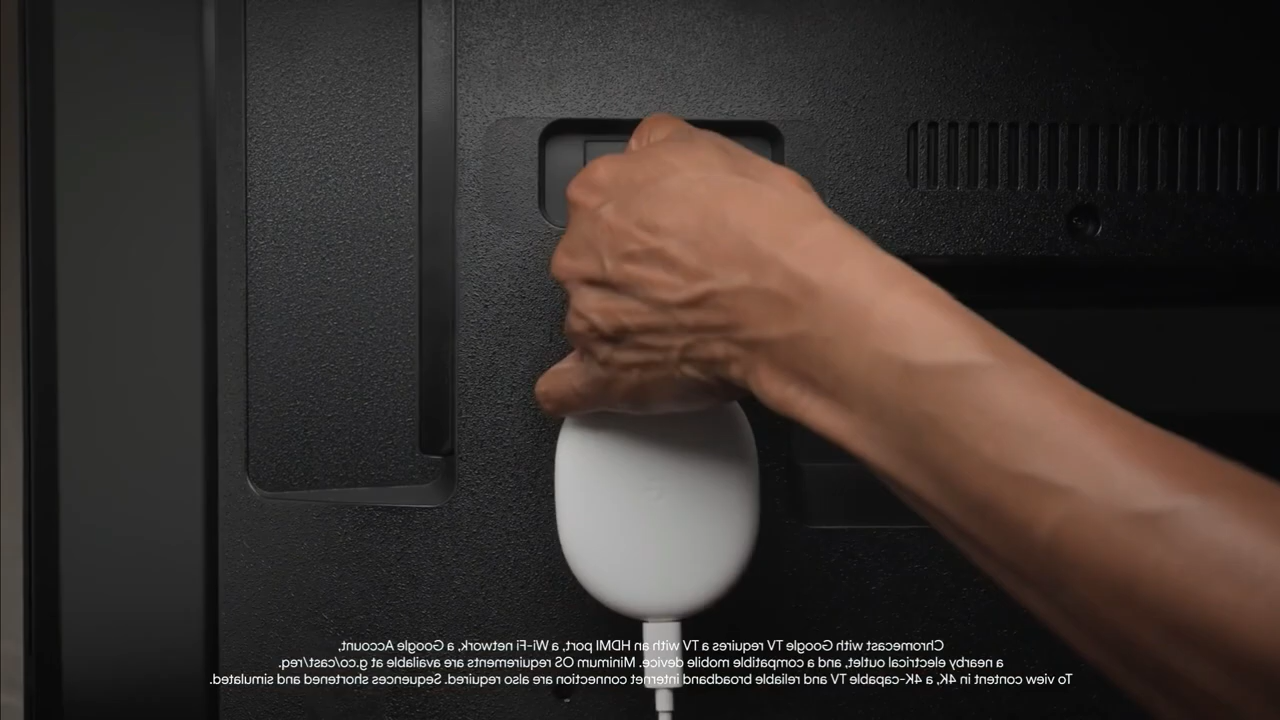 Chromecast with Google TV requires a TV with an HDMI port, a Wi-Fi network, a Google Account,
a nearby electrical outlet, and a compatible mobile device. Minimum OS requirements are available at g.co/cast/req.
To view content in 4K, a 4K-capable TV and reliable broadband internet connection are also required. Sequences shortened and simulated.